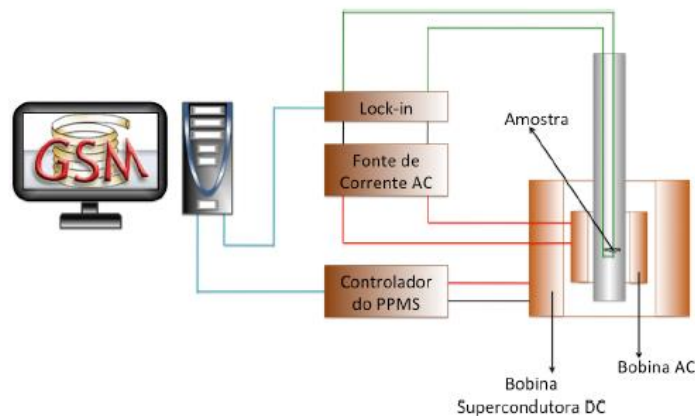 GSM
Lock-in
Fonte de
Corrente AC
Controlador
do PPMS
Amostra
Bobina AC
Bobina
Supercondutora DC